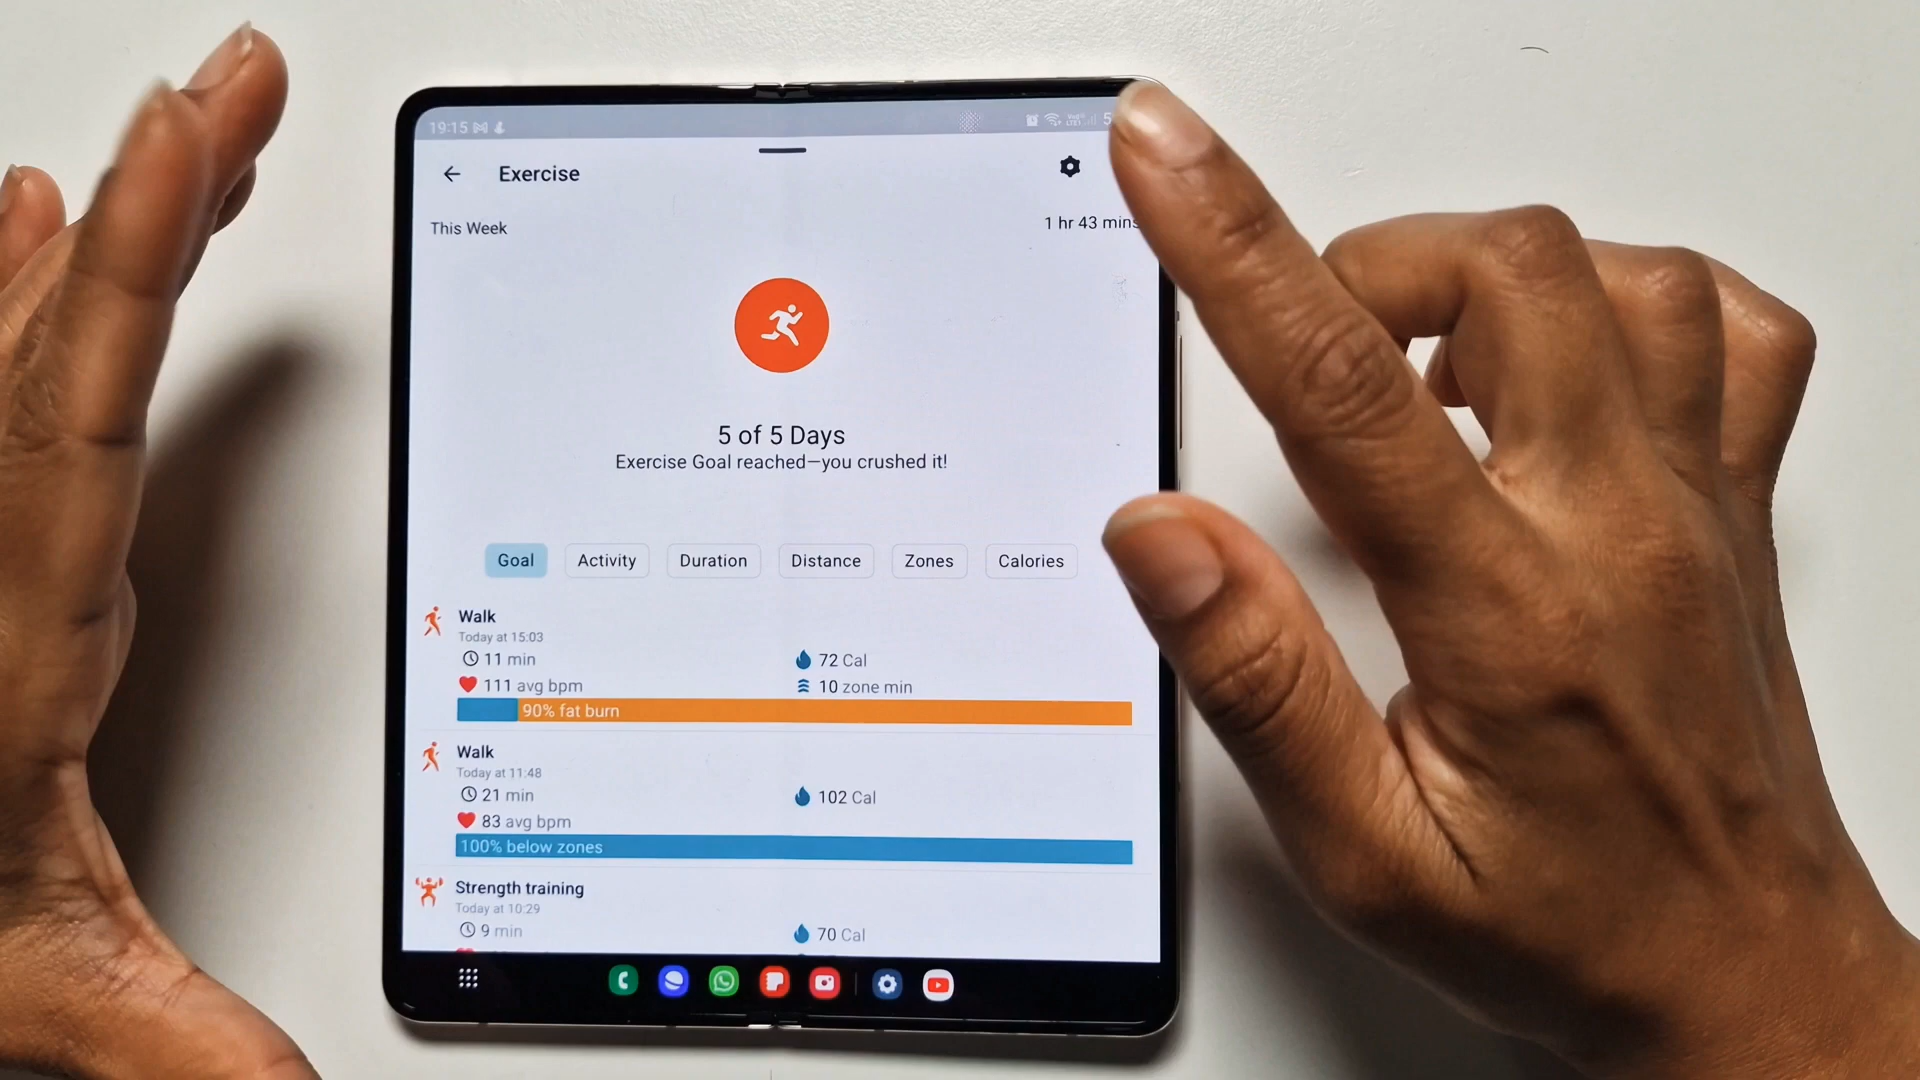 19:15
Exercise
This Week
1 hr 43 mins
5 of 5 Days
Exercise Goal reached—you crushed it!
Goal Activity Duration Distance Zones Calories
Walk
Today at 15:03
11 min 72 Cal
111 avg bpm 10 zone min
90% fat burn
Walk
Today at 11:48
21 min 102 Cal
83 avg bpm
100% below zones
Strength training
Today at 10:29
9 min 70 Cal